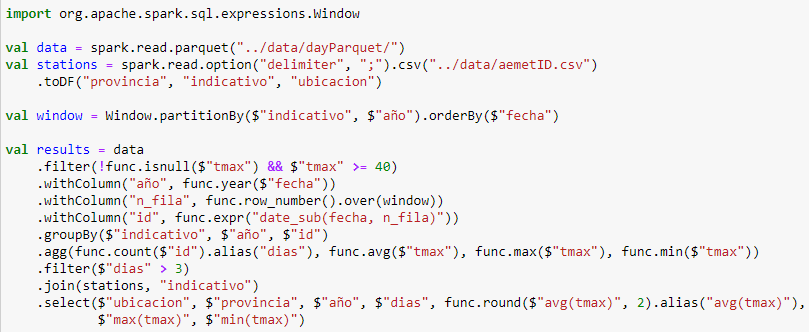 import org.apache.spark.sql.expressions.Window
val data = spark.read.parquet("../data/dayParquet/")
val stations = spark.read.option("delimiter", ";").csv("../data/aemetID.csv")
.toDF("provincia", "indicativo", "ubicacion")
val window = Window.partitionBy($"indicativo", $"año").orderBy($"fecha")
val results = data
.filter(!func.isnull($"tmax") && $"tmax" >= 40)
.withColumn("año", func.year($"fecha"))
.withColumn("n_fila", func.row_number().over(window))
.withColumn("id", func.expr("date_sub(fecha, n_fila)"))
.groupBy($"indicativo", $"año", $"id")
.agg(func.count($"id").alias("dias"), func.avg($"tmax"), func.max($"tmax"), func.min($"tmax"))
.filter($"dias" > 3)
.join(stations, "indicativo")
.select($"ubicacion", $"provincia", $"año", $"dias", func.round($"avg(tmax)", 2).alias("avg(tmax)"),
$"max(tmax)", $"min(tmax)")